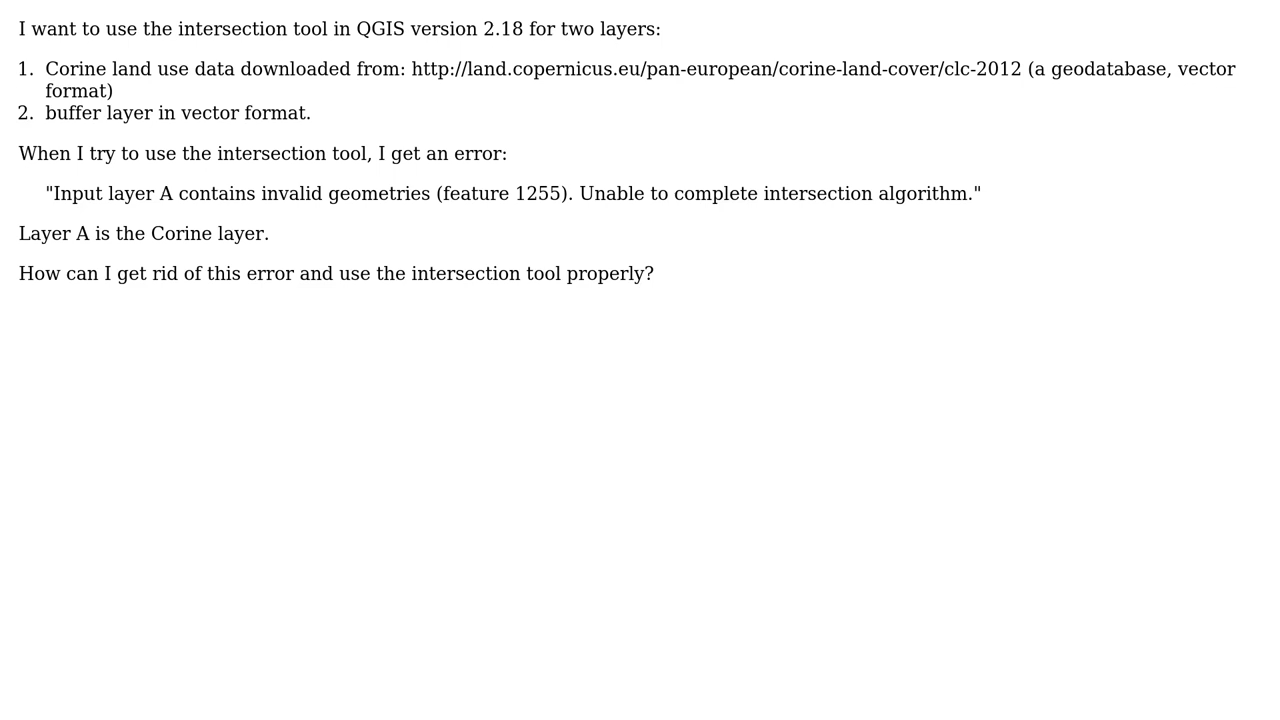 I want to use the intersection tool in QGIS version 2.18 for two layers:
1. Corine land use data downloaded from: http://land.copernicus.eu/pan-european/corine-land-cover/clc-2012 (a geodatabase, vector
format)
2. buffer layer in vector format.
When I try to use the intersection tool, I get an error:
"Input layer A contains invalid geometries (feature 1255). Unable to complete intersection algorithm."
Layer A is the Corine layer.
How can I get rid of this error and use the intersection tool properly?